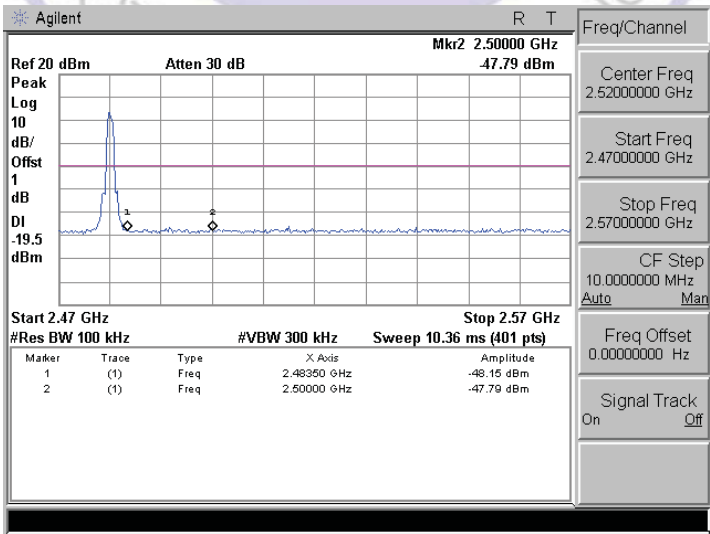 Agilent R T
Mkr2 2.50000 GHz
Ref 20 dBm Atten 30 dB -47.79 dBm
Peak
Log
10
dB/
Offst
1
dB
DI
-19.5
dBm
1 2
Start 2.47 GHz Stop 2.57 GHz
#Res BW 100 kHz #VBW 300 kHz Sweep 10.36 ms (401 pts)
Marker Trace Type X Axis Amplitude
1 (1) Freq 2.48350 GHz -48.15 dBm
2 (1) Freq 2.50000 GHz -47.79 dBm
Freq/Channel
Center Freq
2.52000000 GHz
Start Freq
2.47000000 GHz
Stop Freq
2.57000000 GHz
CF Step
10.0000000 MHz
Auto Man
Freq Offset
0.00000000 Hz
Signal Track
On Off